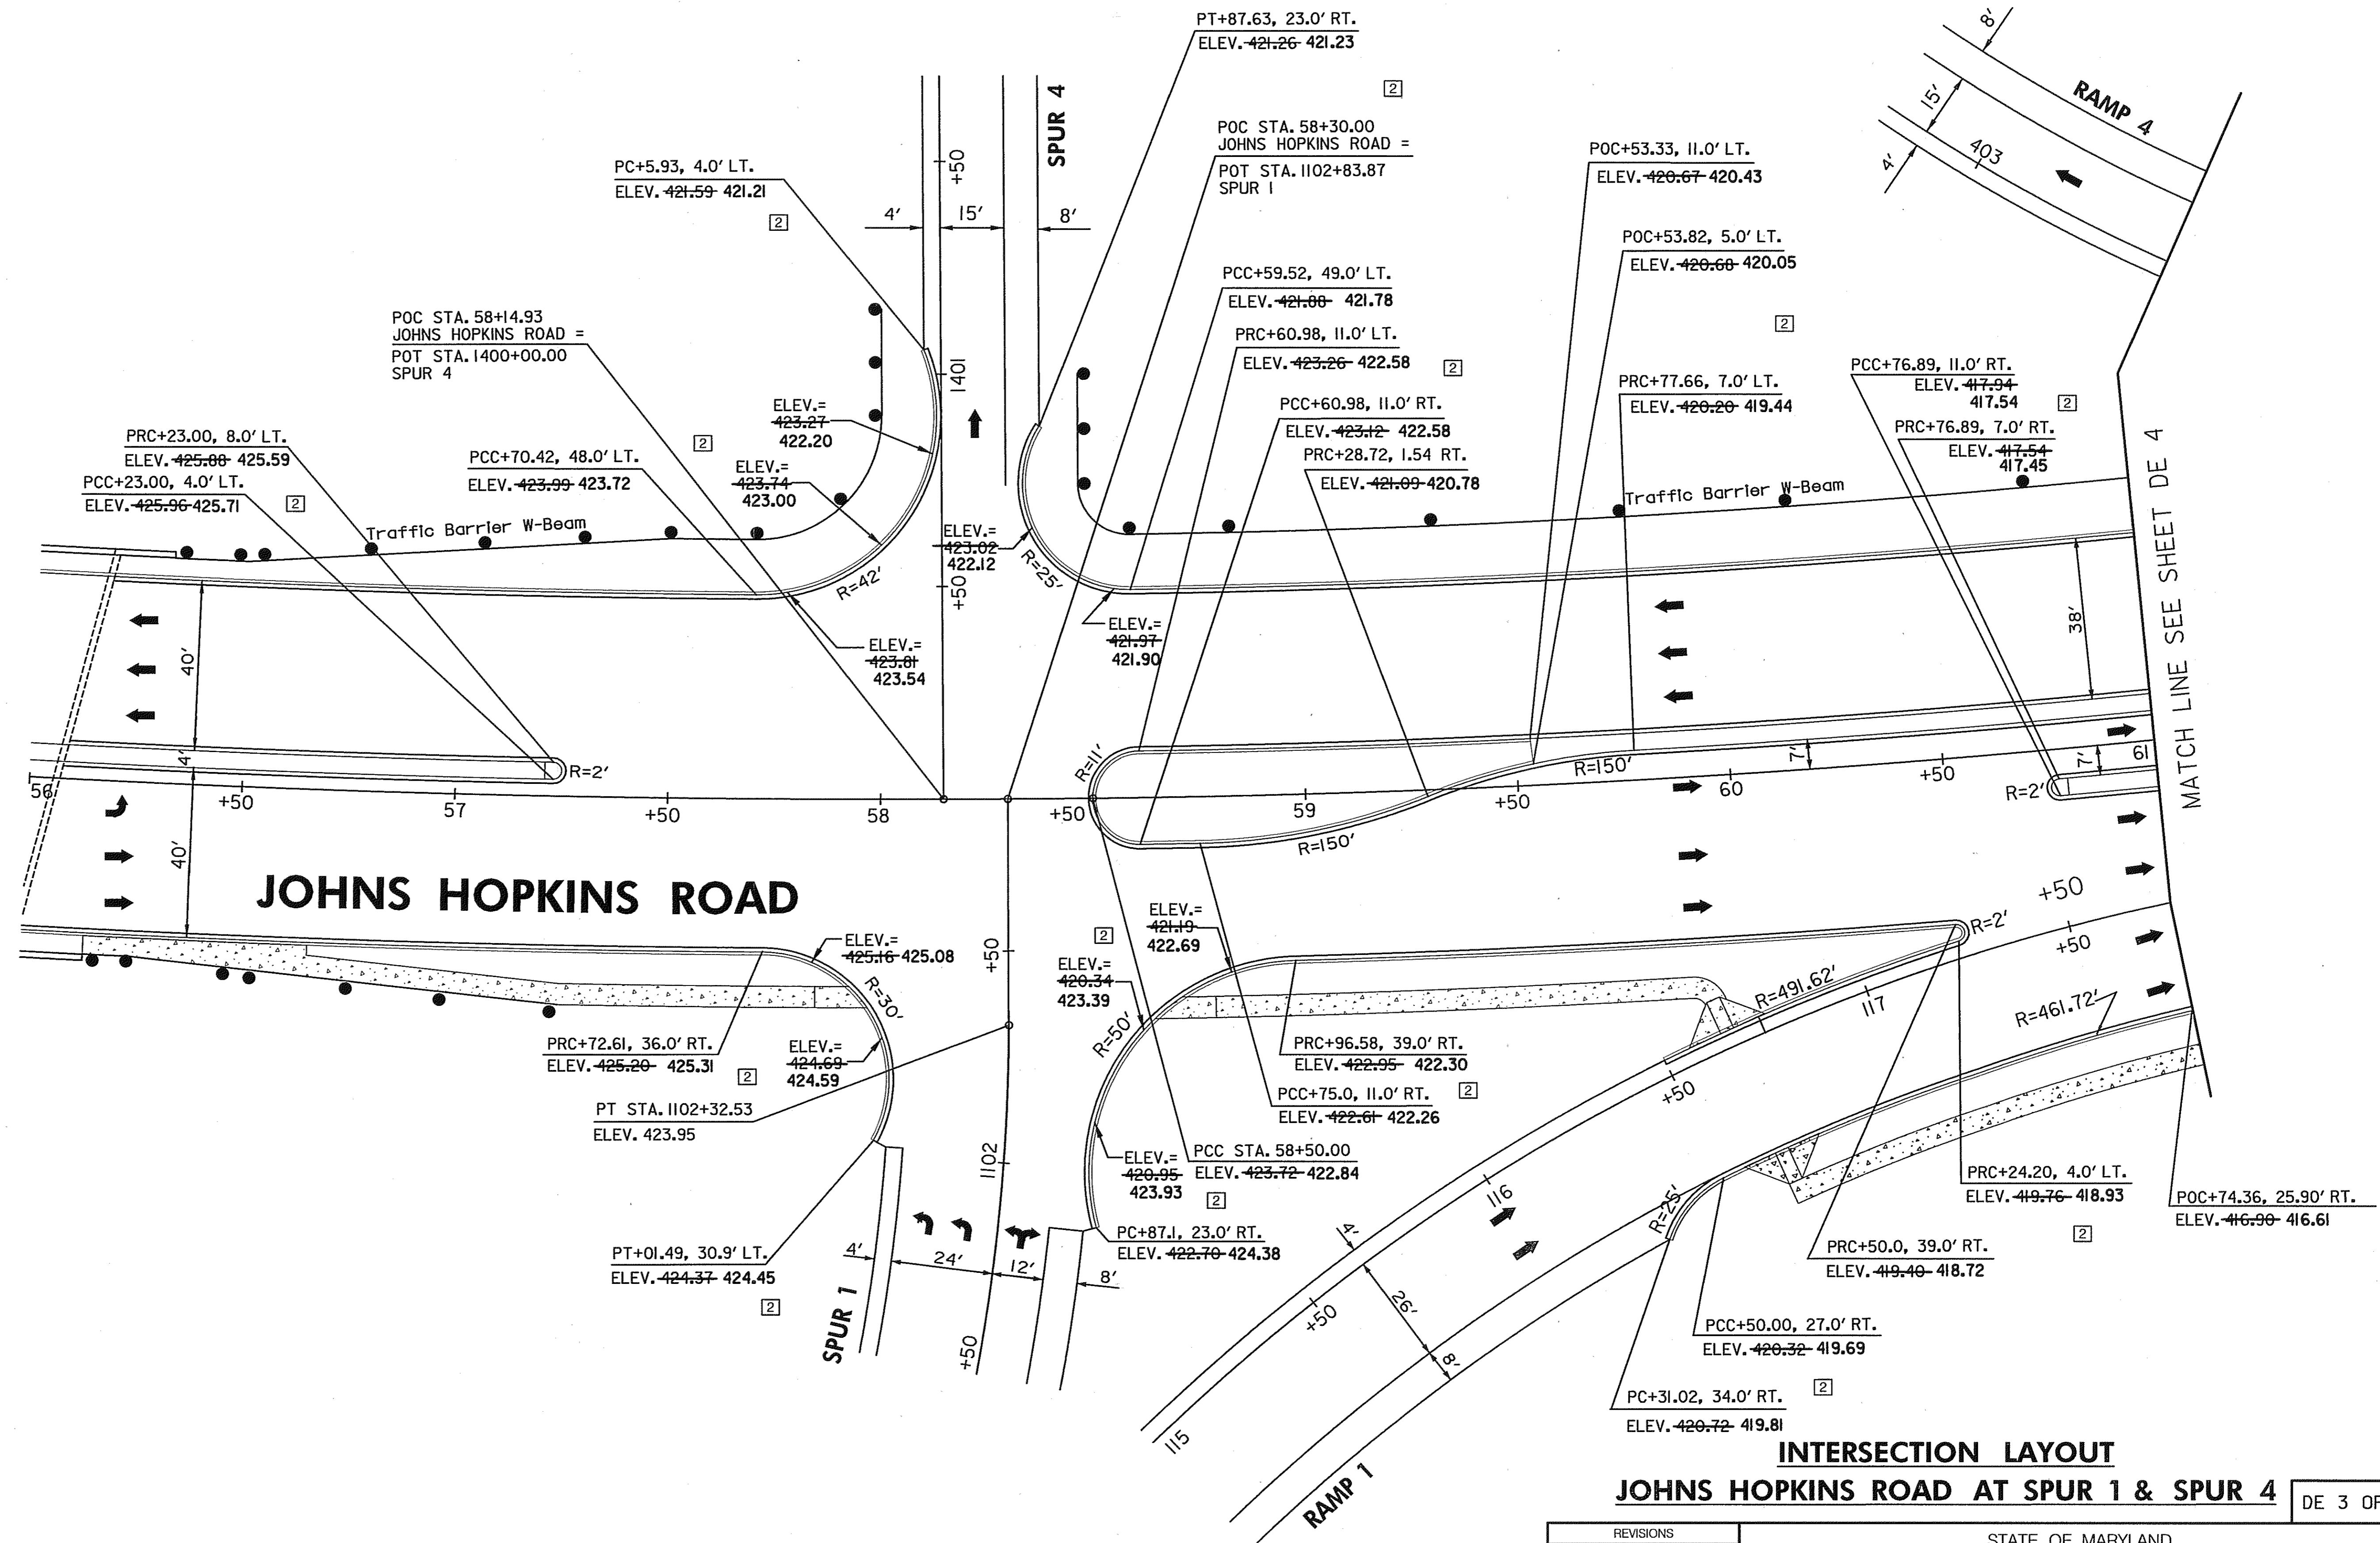 PT+87.63, 23.0' RT.
ELEV. 421.26 421.23
2
SPUR 4
+50
4' 15' 8'
PC+5.93, 4.0' LT.
ELEV. 421.59 421.21
2
POC STA. 58+30.00
JOHNS HOPKINS ROAD =
POT STA. 1102+83.87
SPUR 1
POC+53.33, 11.0' LT.
ELEV. 420.67 420.43
POC+53.82, 5.0' LT.
ELEV. 420.68 420.05
2
8'
RAMP 4
15'
403
4'
PCC+59.52, 49.0' LT.
ELEV. 421.88 421.78
PRC+60.98, 11.0' LT.
ELEV. 423.26 422.58
2
PCC+60.98, 11.0' RT.
ELEV. 423.12 422.58
PRC+28.72, 1.54 RT.
ELEV. 421.09 420.78
PRC+77.66, 7.0' LT.
ELEV. 420.20 419.44
PCC+76.89, 11.0' RT.
ELEV. 417.94
417.54
2
PRC+76.89, 7.0' RT.
ELEV. 417.54
417.45
POC STA. 58+14.93
JOHNS HOPKINS ROAD =
POT STA. 1400+00.00
SPUR 4
PRC+23.00, 8.0' LT.
ELEV. 425.88 425.59
PCC+23.00, 4.0' LT.
ELEV. 425.96 425.71
2
PCC+70.42, 48.0' LT.
ELEV. 423.99 423.72
2
ELEV.=
423.27
422.20
ELEV.=
423.74
423.00
1401
ELEV.=
423.02
422.12
R=42'
+50
R=25'
ELEV.=
421.97
421.90
ELEV.=
423.81
423.54
Traffic Barrier W-Beam
Traffic Barrier W-Beam
MATCH LINE SEE SHEET DE 4
40'
4'
40'
R=2'
R=11'
R=150'
R=150'
7'
7'
38'
R=2'
56 +50 57 +50 58 +50 59 +50 60 +50 61
JOHNS HOPKINS ROAD
ELEV.=
425.16 425.08
R=30'
+50
2
ELEV.=
421.19
422.69
ELEV.=
420.34
423.39
R=50'
PRC+72.61, 36.0' RT.
ELEV. 425.20 425.31
2
ELEV.=
424.69
424.59
PT STA. 1102+32.53
ELEV. 423.95
PRC+96.58, 39.0' RT.
ELEV. 422.95 422.30
2
PCC+75.0, 11.0' RT.
ELEV. 422.61 422.26
PCC STA. 58+50.00
ELEV. 423.72 422.84
2
ELEV.=
420.95
423.93
1102
PC+87.1, 23.0' RT.
ELEV. 422.70 424.38
PT+01.49, 30.9' LT.
ELEV. 424.37 424.45
2
4' 24' 12' 8'
SPUR 1
+50
R=2'
+50
+50
R=491.62'
117
R=461.72'
+50
116
4'
26'
8'
+50
115
RAMP 1
R=25'
PRC+24.20, 4.0' LT.
ELEV. 419.76 418.93
2
POC+74.36, 25.90' RT.
ELEV. 416.90 416.61
PRC+50.0, 39.0' RT.
ELEV. 419.40 418.72
PCC+50.00, 27.0' RT.
ELEV. 420.32 419.69
2
PC+31.02, 34.0' RT.
ELEV. 420.72 419.81
INTERSECTION LAYOUT
JOHNS HOPKINS ROAD AT SPUR 1 & SPUR 4
DE 3 OF
REVISIONS
STATE OF MARYLAND